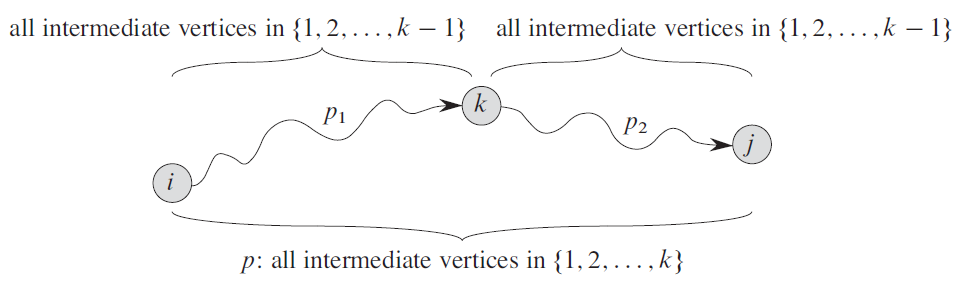 all intermediate vertices in {1, 2, . . . , k − 1} all intermediate vertices in {1, 2, . . . , k − 1}
p₁ k p₂
j
i
p: all intermediate vertices in {1, 2, . . . , k}